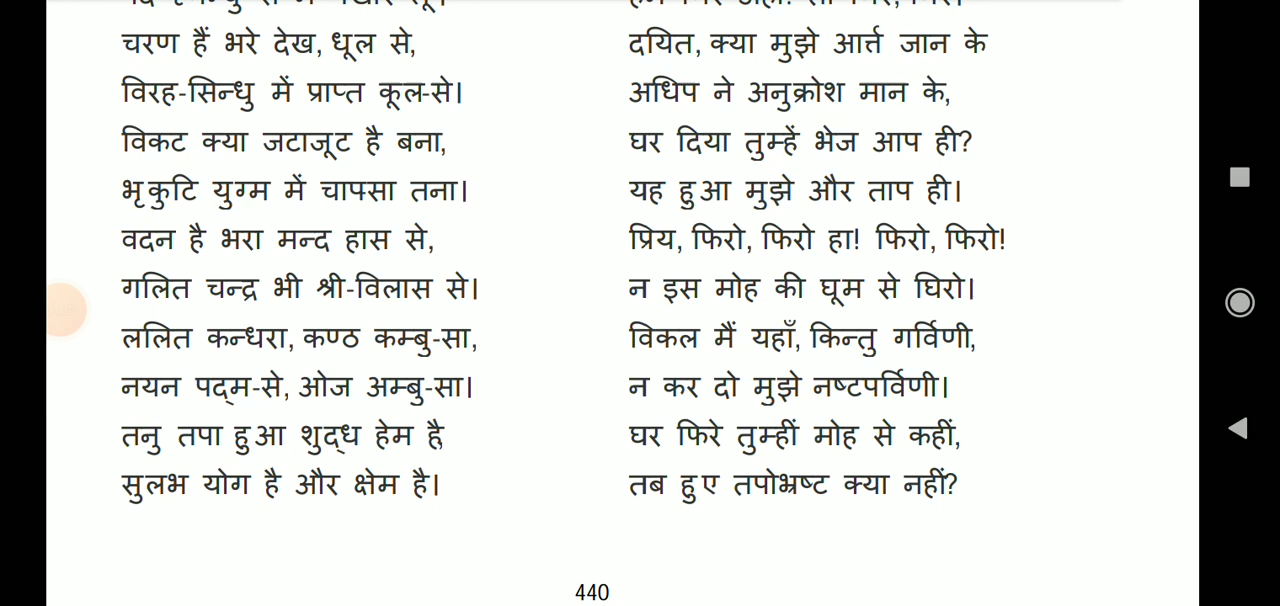 चरण हैं भरे देख, धूल से,
विरह-सिन्धु में प्राप्त कूल-से।
विकट क्या जटाजूट है बना,
भृकुटि युग्म में चापसा तना।
वदन है भरा मन्द हास से,
गलित चन्द्र भी श्री-विलास से।
ललित कन्धरा, कण्ठ कम्बु-सा,
नयन पद्म-से, ओज अम्बु-सा।
तनु तपा हुआ शुद्ध हेम है,
सुलभ योग है और क्षेम है।
दयित, क्या मुझे आर्त्त जान के
अधिप ने अनुक्रोश मान के,
घर दिया तुम्हें भेज आप ही?
यह हुआ मुझे और ताप ही।
प्रिय, फिरो, फिरो हा! फिरो, फिरो!
न इस मोह की घूम से घिरो।
विकल मैं यहाँ, किन्तु गर्विणी,
न कर दो मुझे नष्टपर्विणी।
घर फिरे तुम्हीं मोह से कहीं,
तब हुए तपोभ्रष्ट क्या नहीं?
440